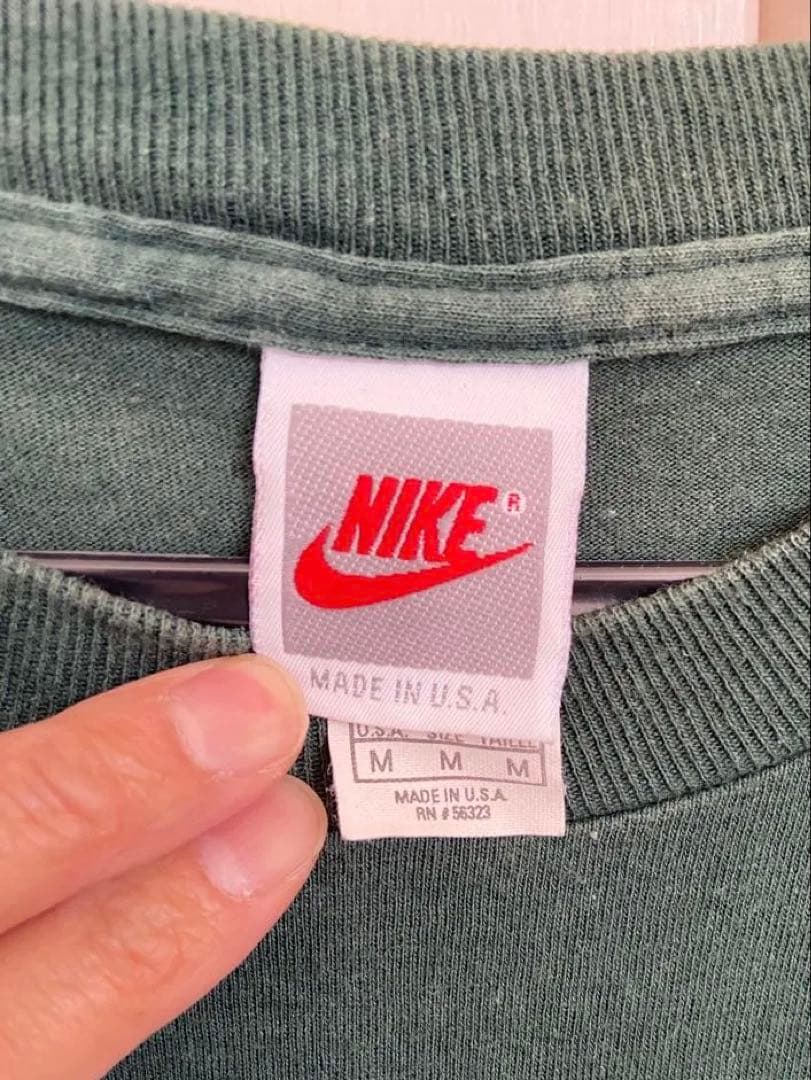 NIKE®
MADE IN U.S.A.
U.S.A. SIZE TAILLE
M M M
MADE IN U.S.A.
RN # 56323